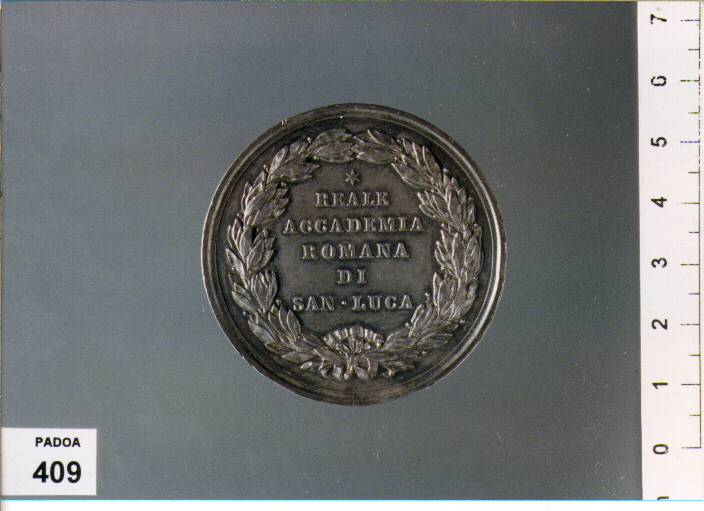 *
REALE
ACCADEMIA
ROMANA
DI
SAN · LUCA
PADOA
409
7
6
5
4
3
2
1
0